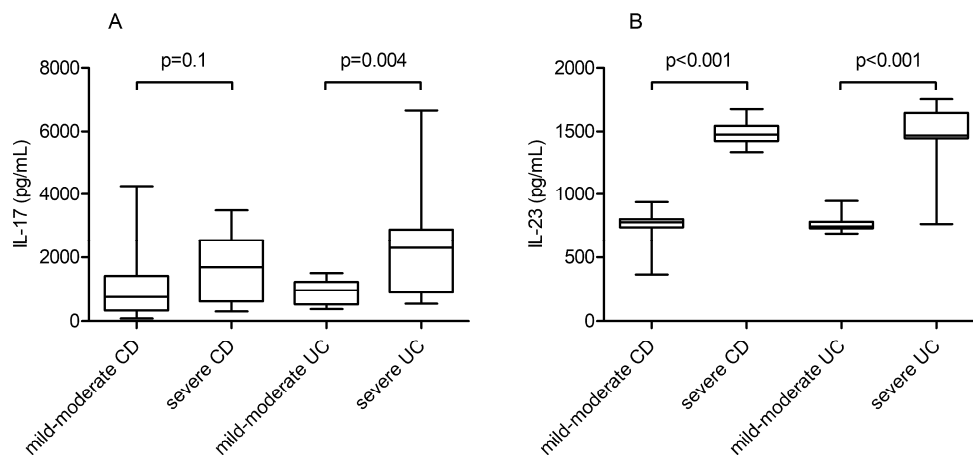 A
p=0.1
p=0.004
8000
6000
4000
2000
0
IL-17 (pg/mL)
mild-moderate CD
severe CD
mild-moderate UC
severe UC
B
p<0.001
p<0.001
2000
1500
1000
500
0
IL-23 (pg/mL)
mild-moderate CD
severe CD
mild-moderate UC
severe UC